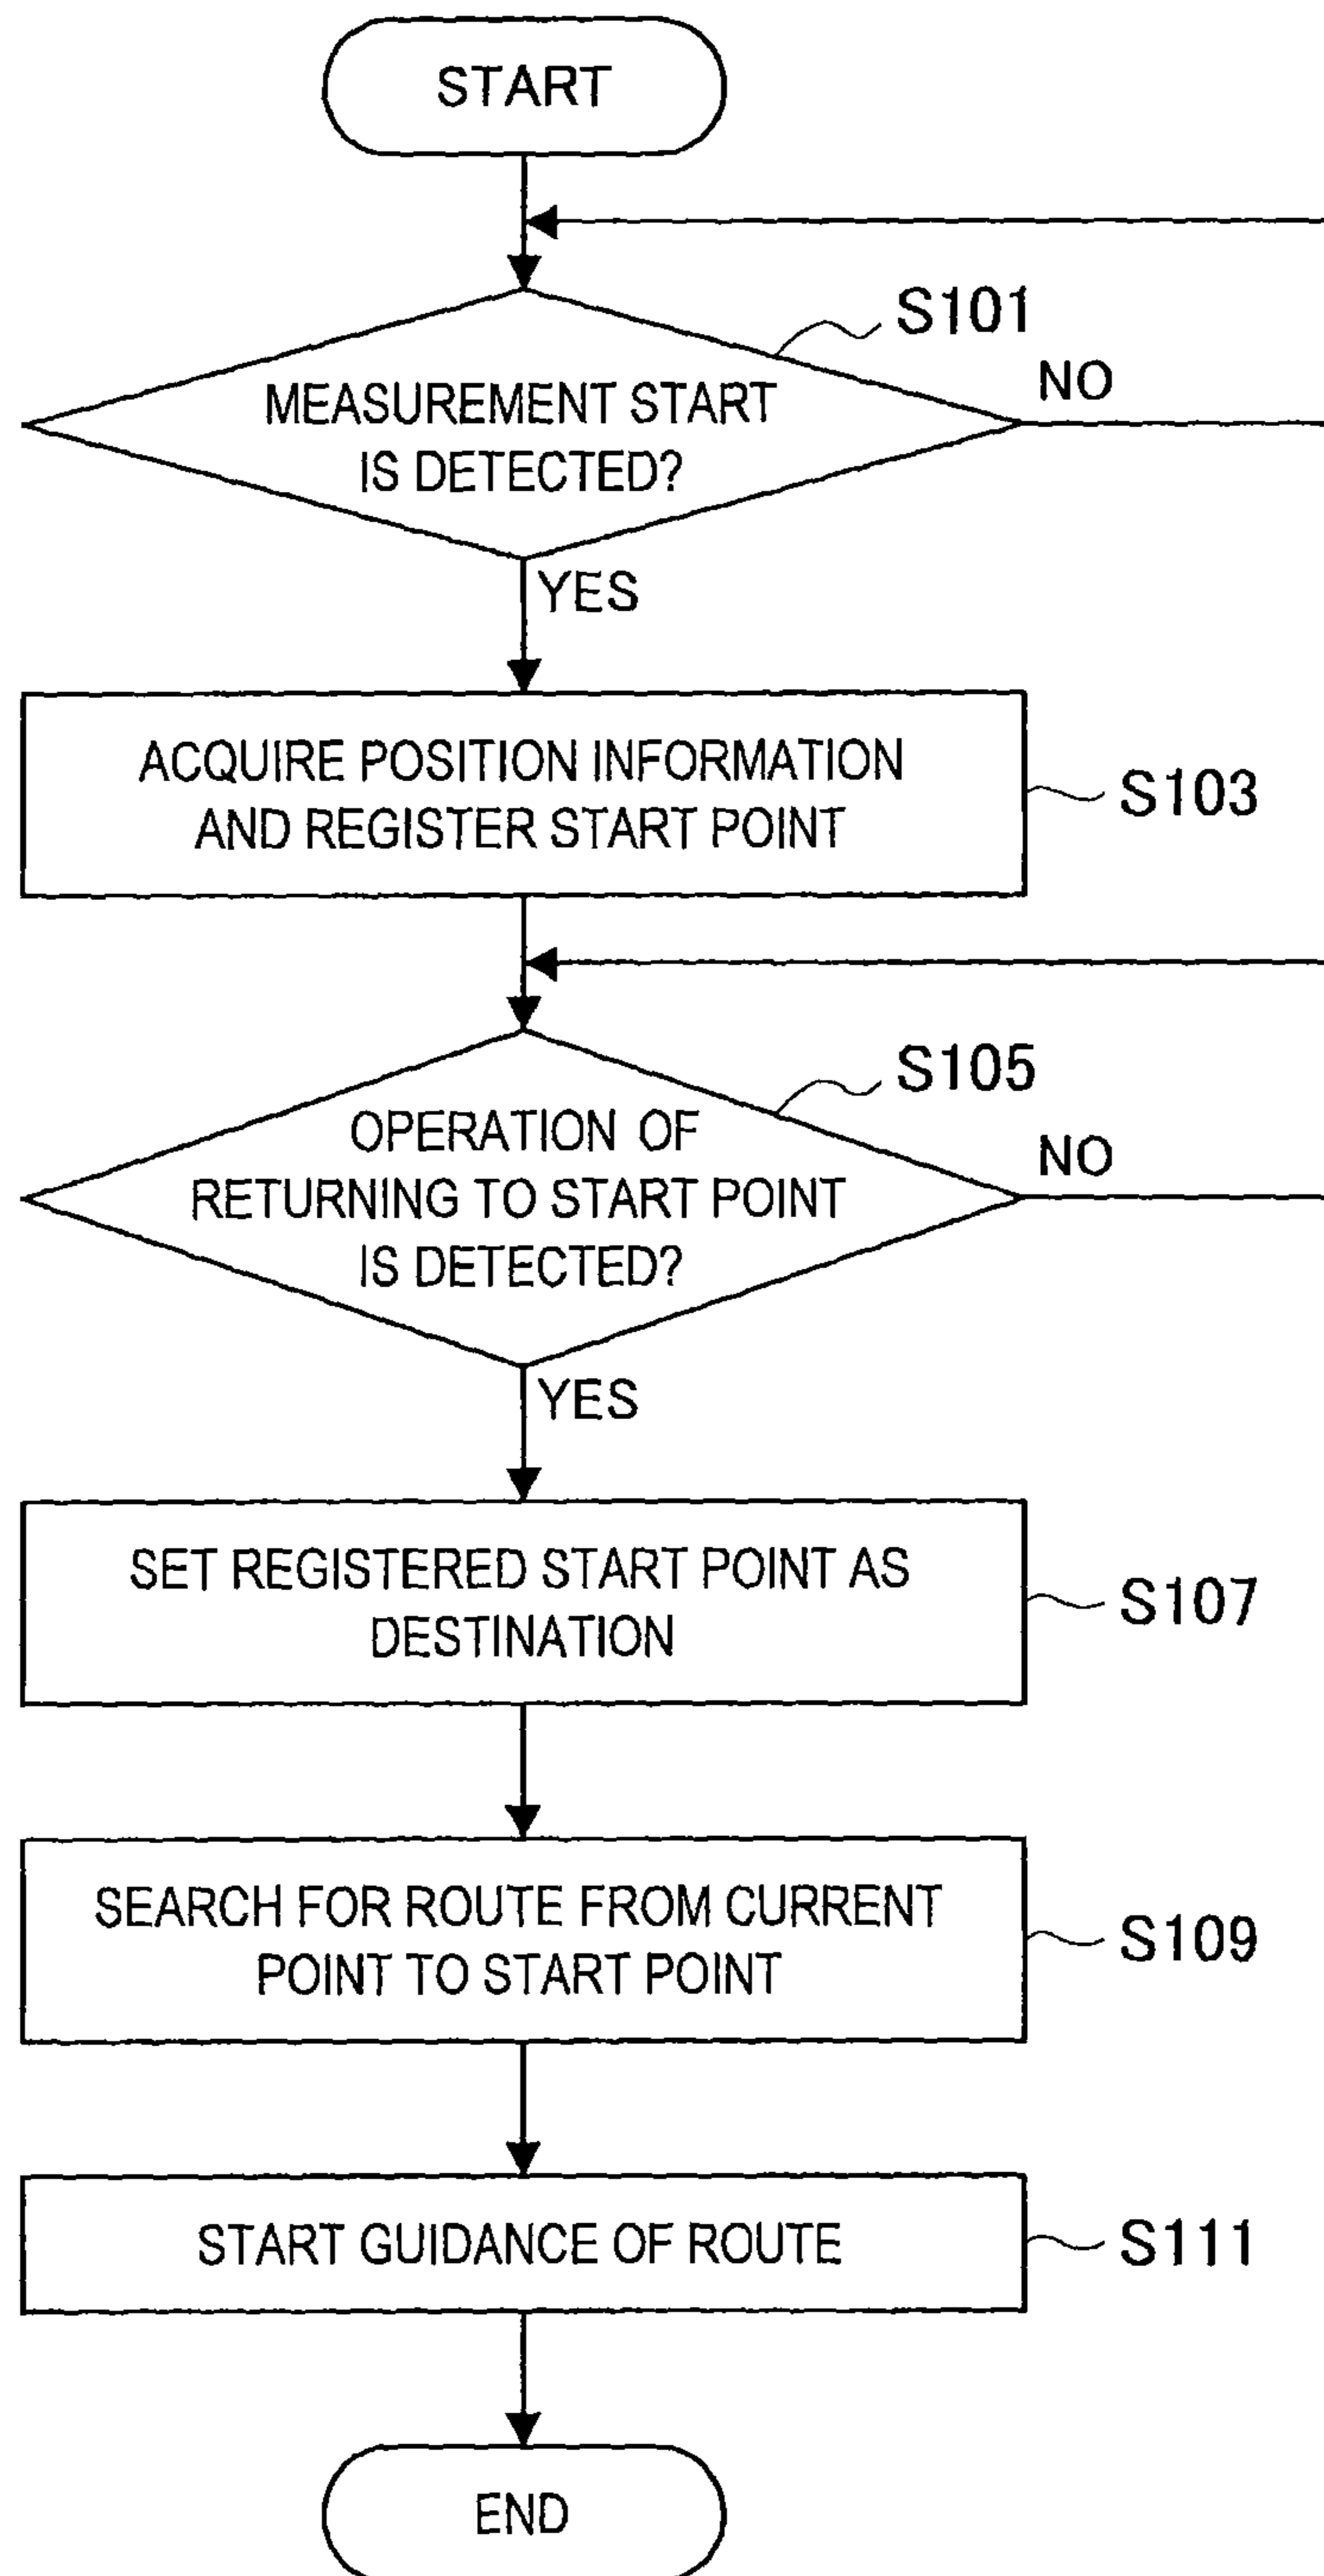 START
S101
MEASUREMENT START
IS DETECTED?
NO
YES
ACQUIRE POSITION INFORMATION
AND REGISTER START POINT
S103
S105
OPERATION OF
RETURNING TO START POINT
IS DETECTED?
NO
YES
SET REGISTERED START POINT AS
DESTINATION
S107
SEARCH FOR ROUTE FROM CURRENT
POINT TO START POINT
S109
START GUIDANCE OF ROUTE
S111
END